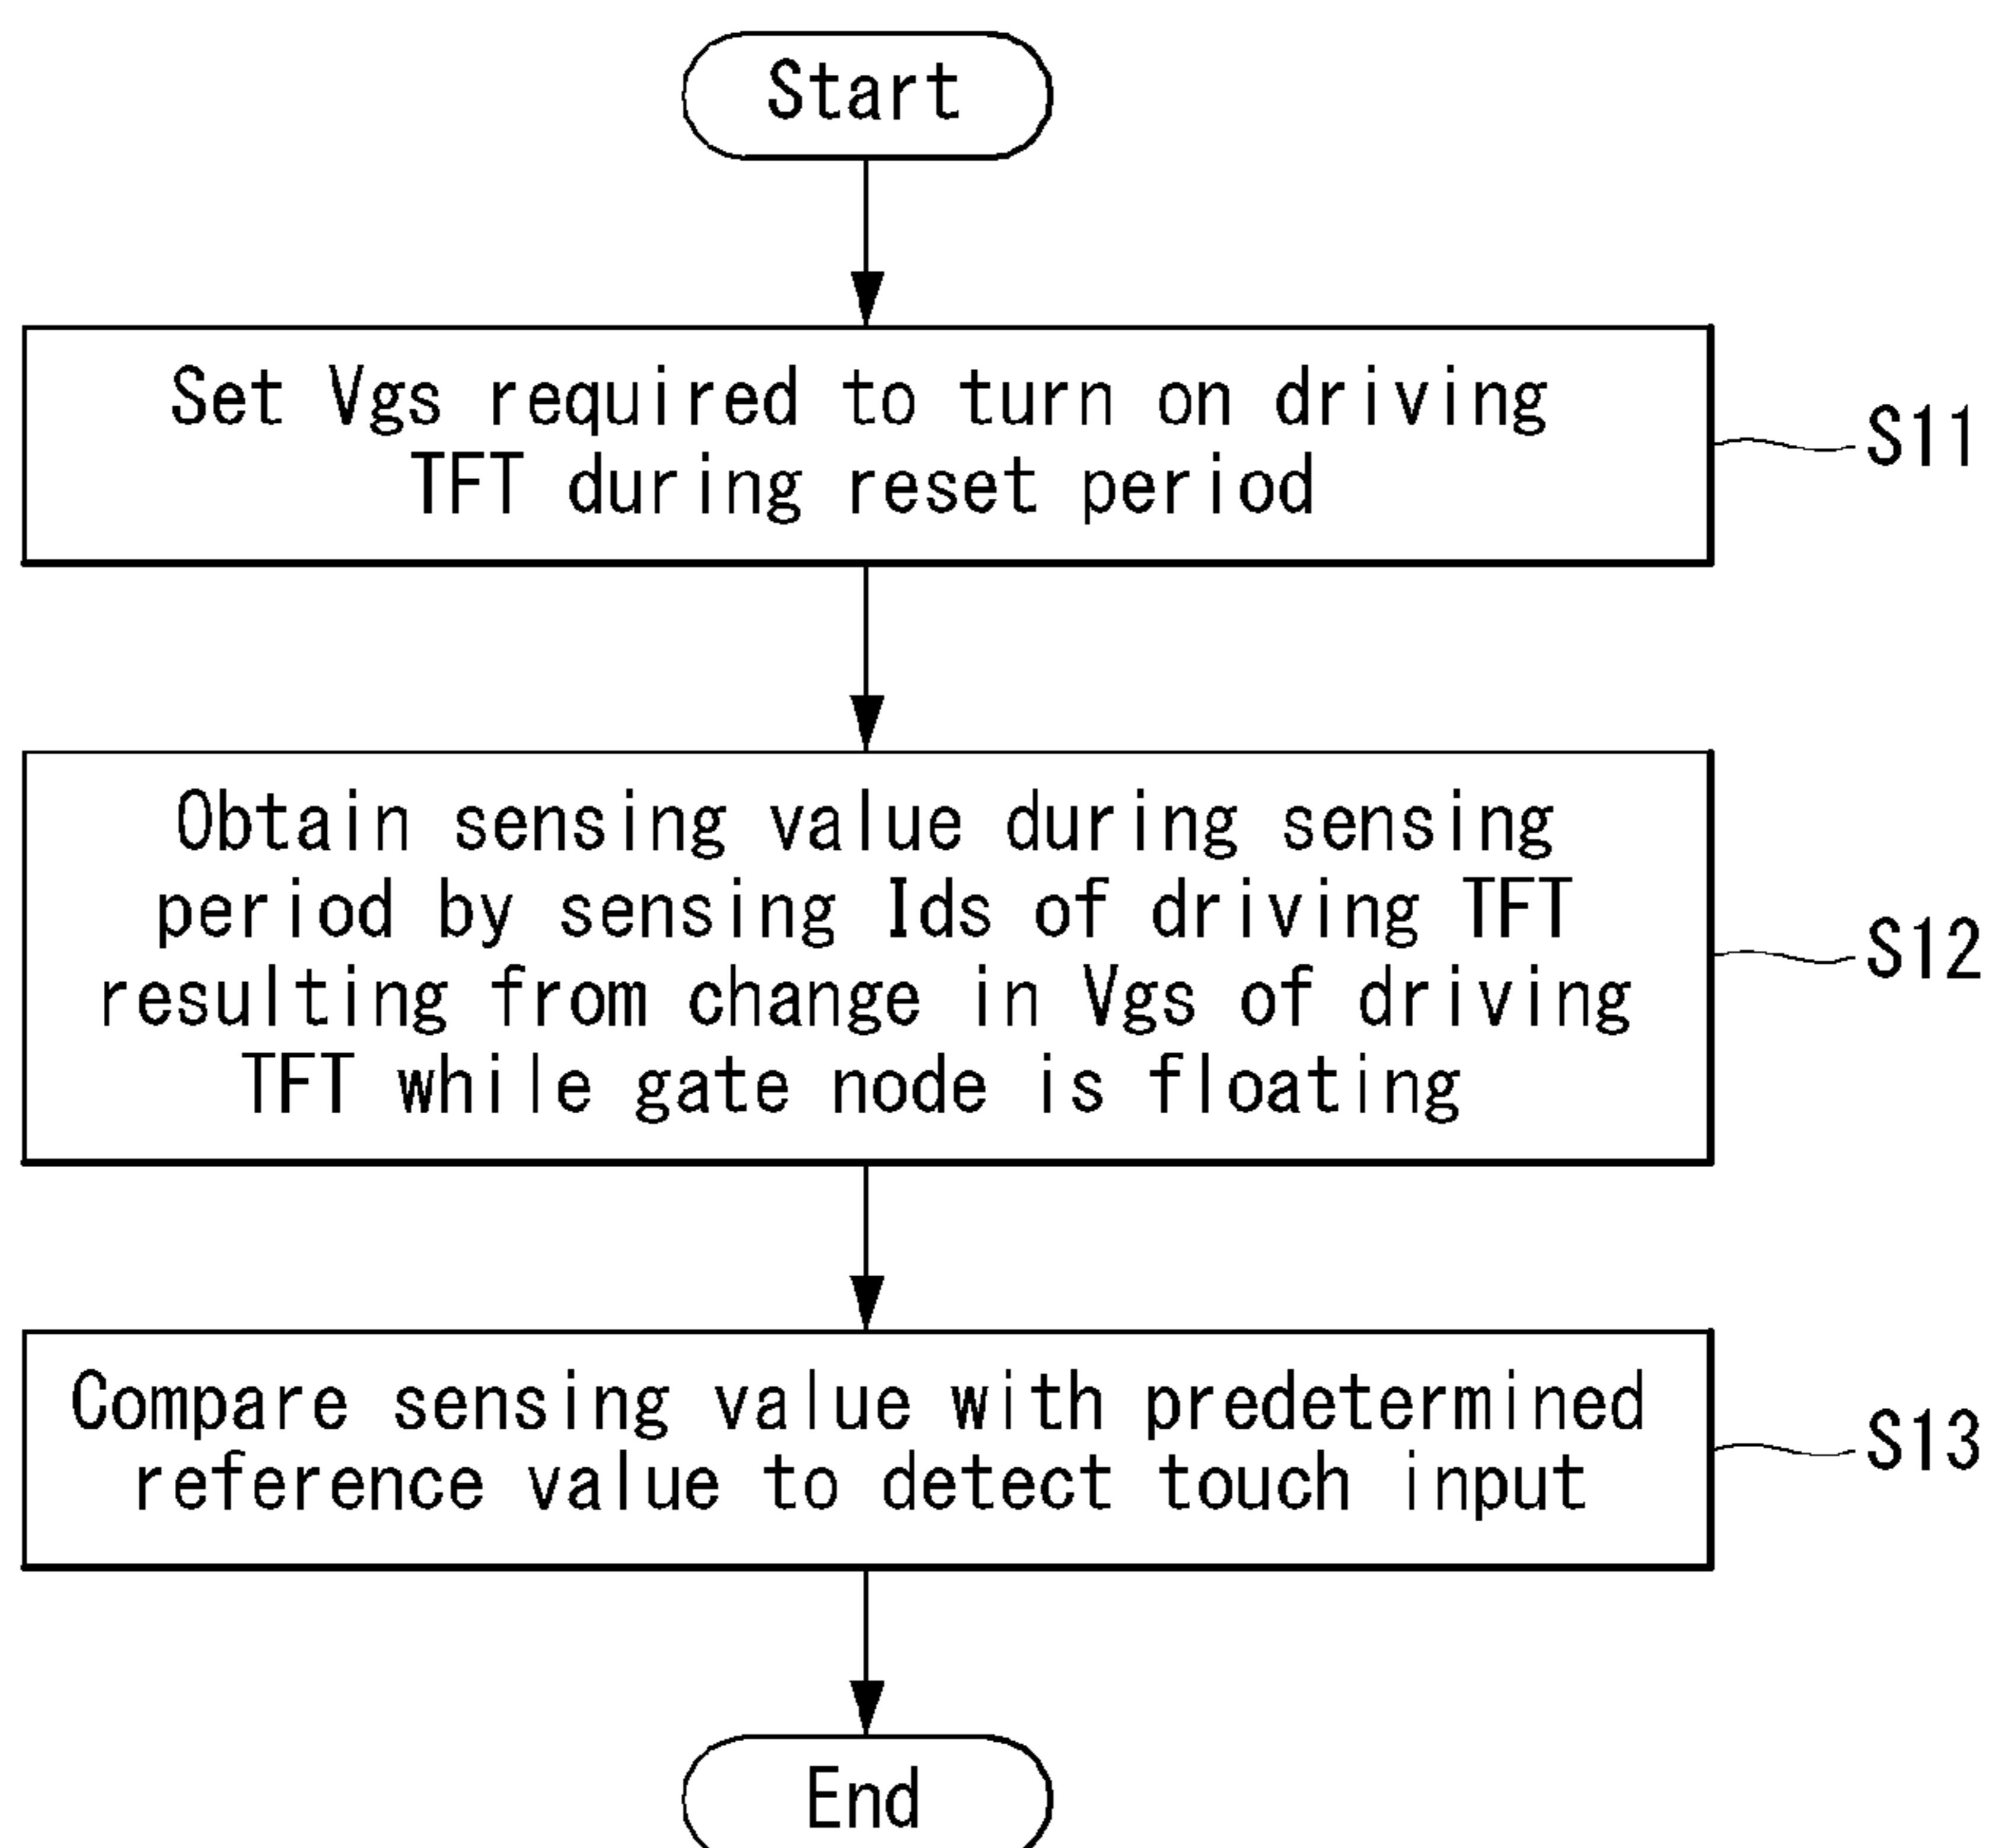 Start
Set Vgs required to turn on driving
TFT during reset period
S11
Obtain sensing value during sensing
period by sensing Ids of driving TFT
resulting from change in Vgs of driving
TFT while gate node is floating
S12
Compare sensing value with predetermined
reference value to detect touch input
S13
End